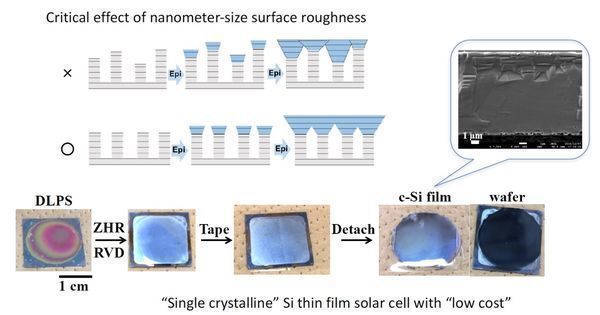 Critical effect of nanometer-size surface roughness
×
Epi
Epi
Epi
Epi
1 µm
DLPS
ZHR
RVD
Tape
Detach
c-Si film
wafer
1 cm
"Single crystalline" Si thin film solar cell with "low cost"